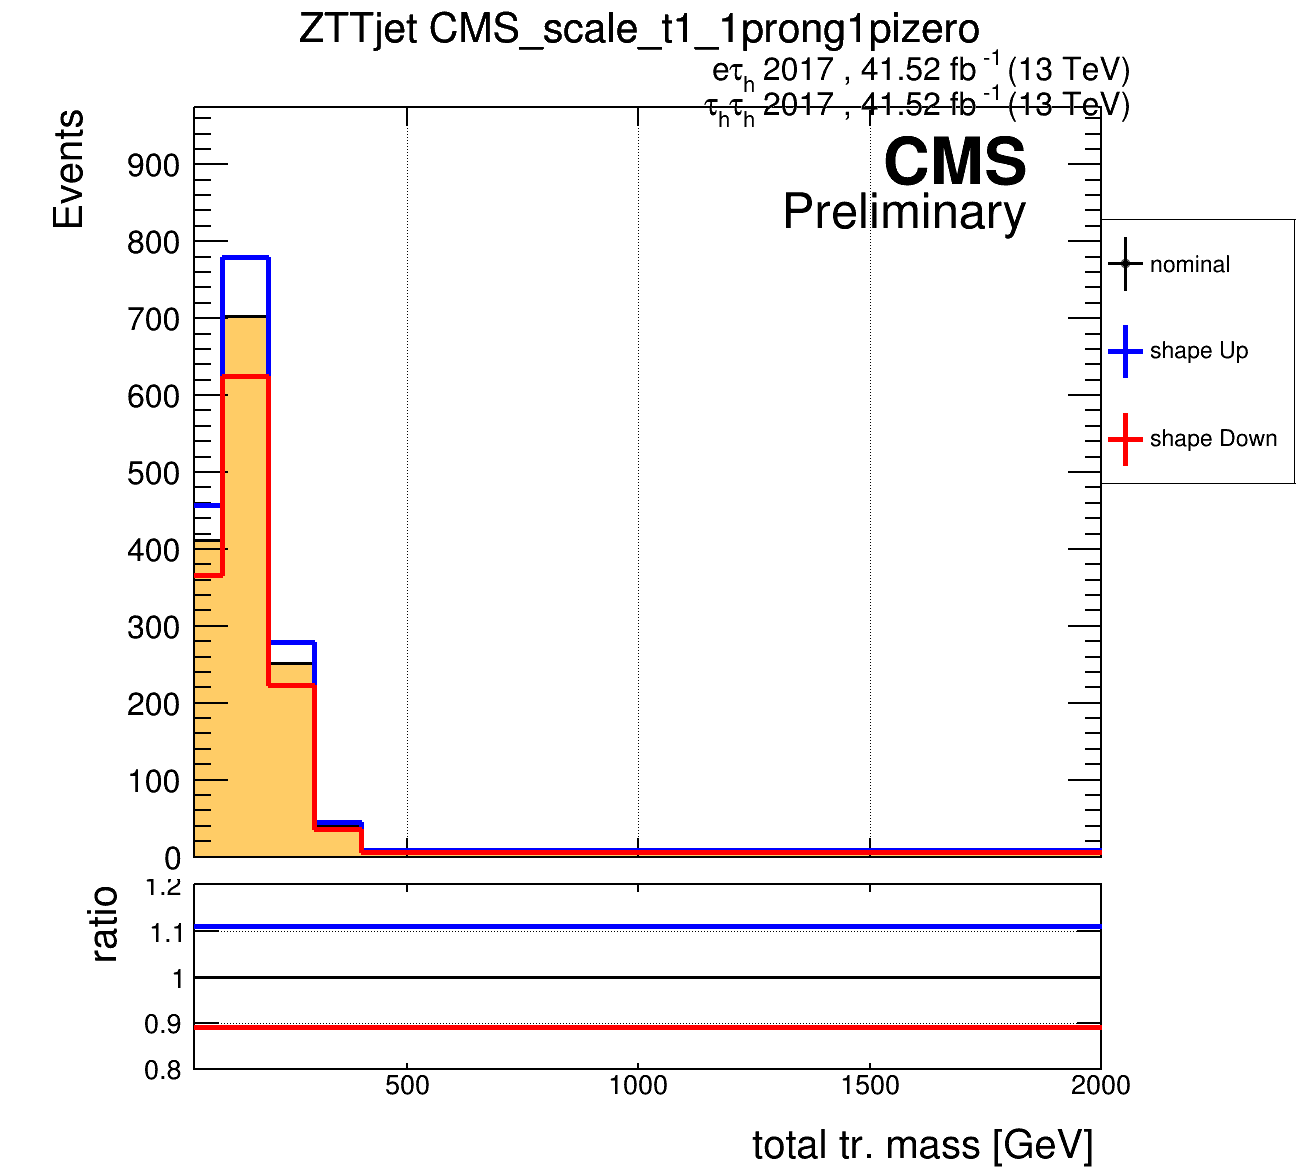 ZTTjet CMS_scale_t1_1prong1pizero
eτh 2017 , 41.52 fb -1 (13 TeV)
τhτh 2017 , 41.52 fb -1 (13 TeV)
CMS
Preliminary
Events
900
800
700
600
500
400
300
200
100
0
nominal
shape Up
shape Down
ratio
1.2
1.1
1
0.9
0.8
500 1000 1500 2000
total tr. mass [GeV]